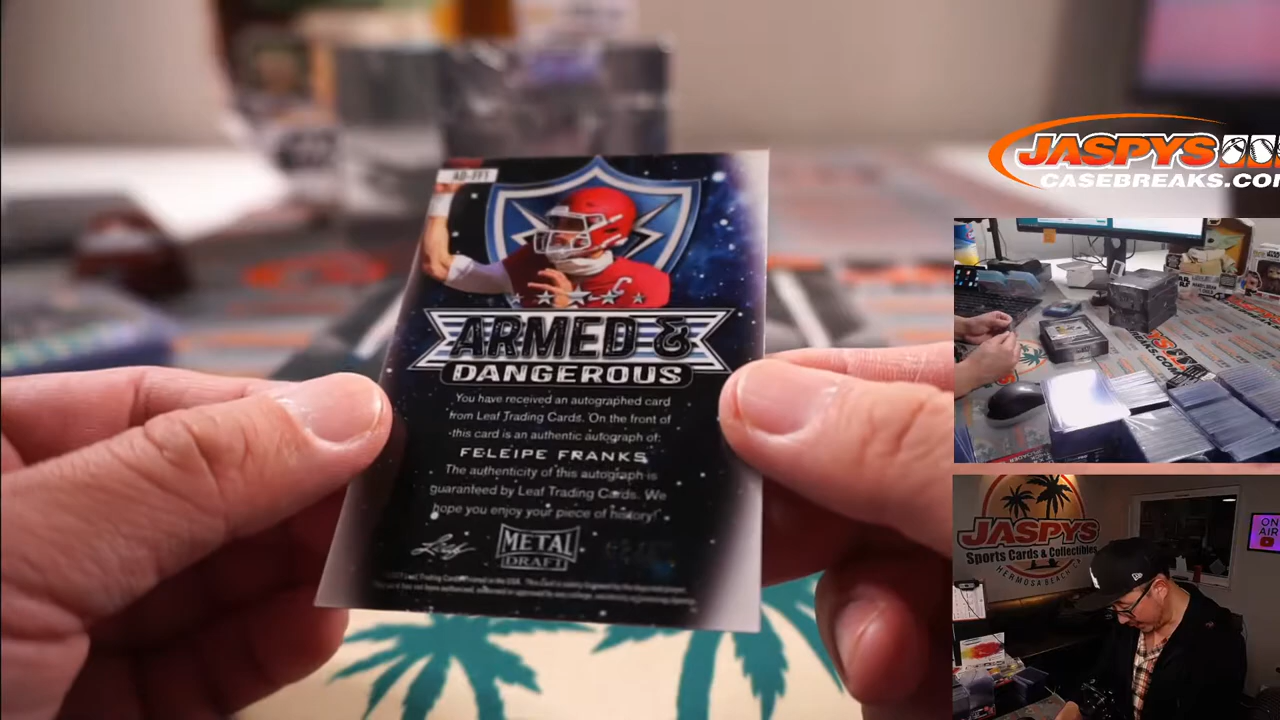 JASPYS
CASEBREAKS.COM
AD-FF1
C
ARMED &
DANGEROUS
You have received an autographed card
from Leaf Trading Cards. On the front of
this card is an authentic autograph of:
FELEIPE FRANKS
The authenticity of this autograph is
guaranteed by Leaf Trading Cards. We
hope you enjoy your piece of history!
Leaf
METAL
DRAFT
JASPYS
Sports Cards & Collectibles
HERMOSA BEACH, CA
ON
AIR